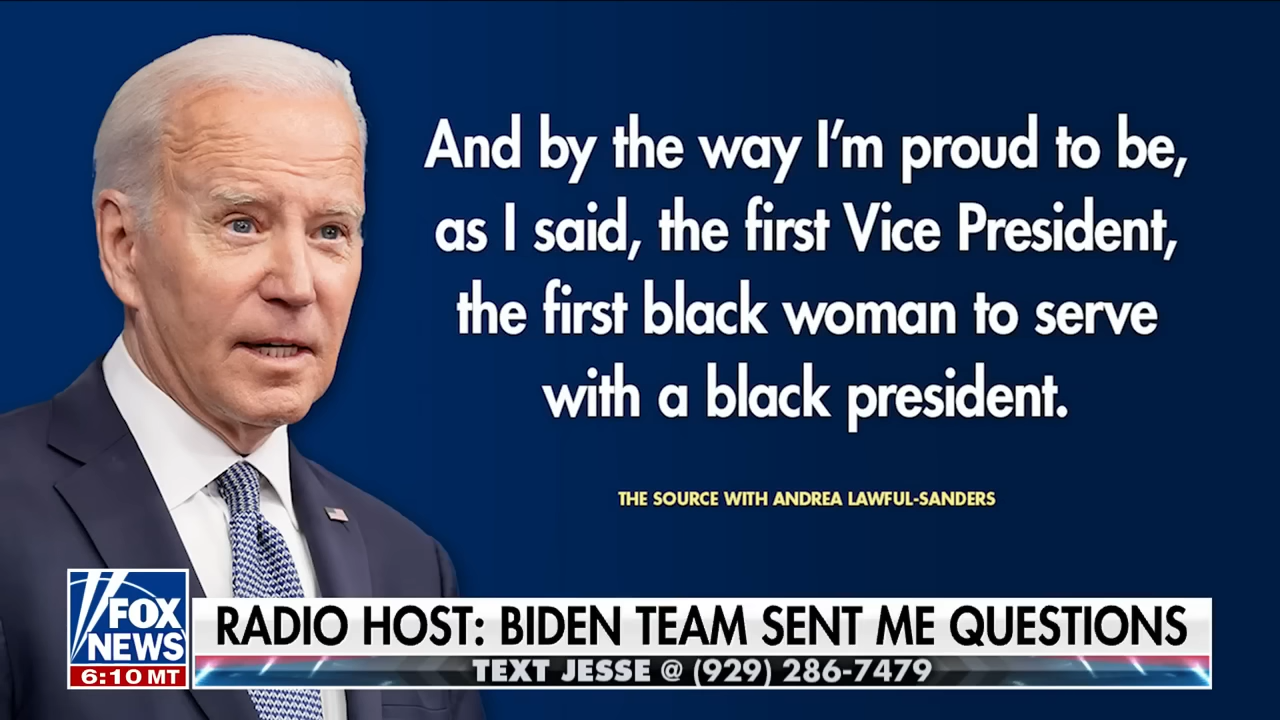 And by the way I'm proud to be,
as I said, the first Vice President,
the first black woman to serve
with a black president.
THE SOURCE WITH ANDREA LAWFUL-SANDERS
FOX
NEWS
6:10 MT
RADIO HOST: BIDEN TEAM SENT ME QUESTIONS
TEXT JESSE @ (929) 286-7479